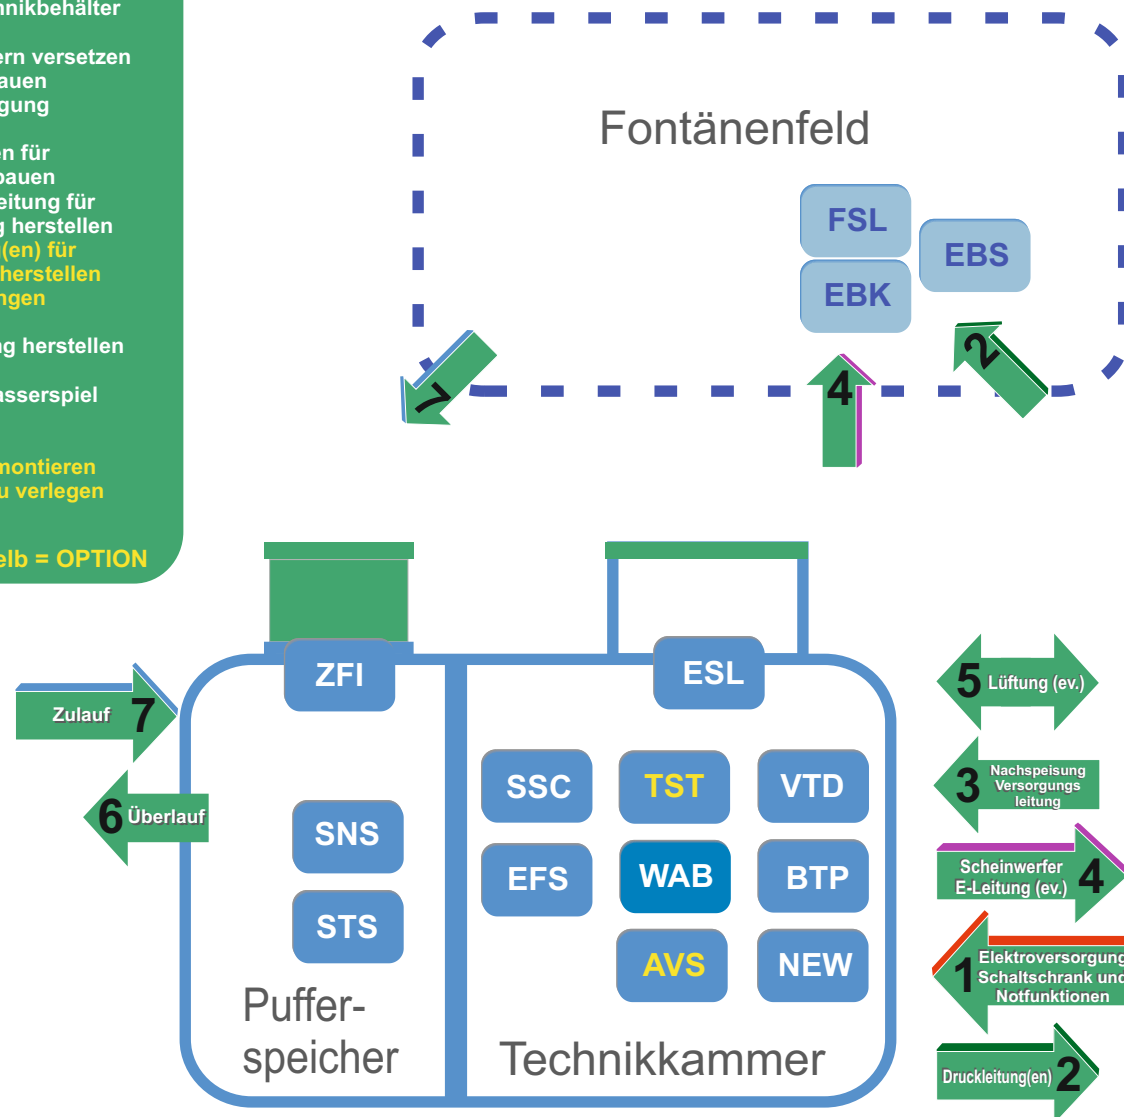 hnikbehälter
ern versetzen
auen
gung
en für
bauen
eitung für
g herstellen
g(en) für
herstellen
ngen
ng herstellen
asserspiel
montieren
u verlegen
elb = OPTION
Fontänenfeld
FSL
EBS
EBK
7
4
2
ZFI
ESL
Zulauf 7
6 Überlauf
SNS
STS
Puffer-
speicher
SSC TST VTD
EFS WAB BTP
AVS NEW
Technikkammer
5 Lüftung (ev.)
3 Nachspeisung
Versorgungs
leitung
Scheinwerfer
E-Leitung (ev.) 4
1 Elektroversorgung
Schaltschrank und
Notfunktionen
Druckleitung(en) 2